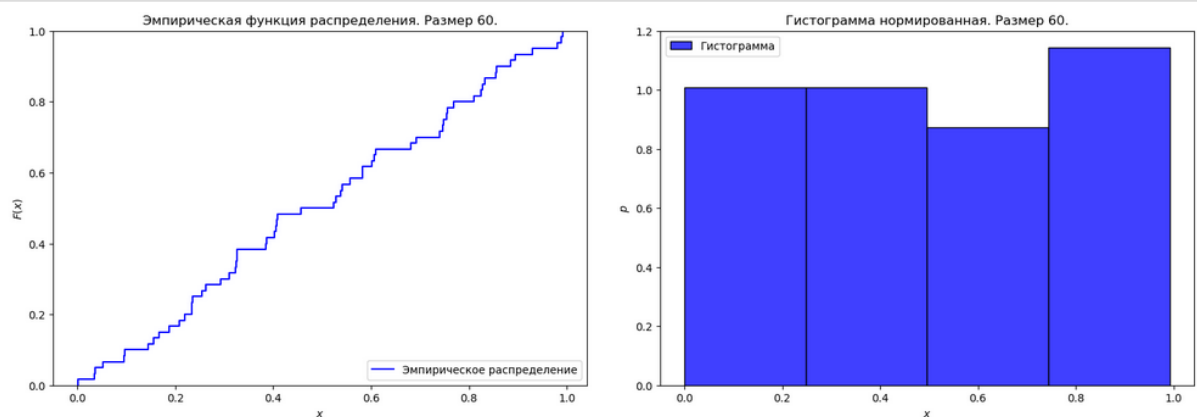 Эмпирическая функция распределения. Размер 60.
1.0
0.8
0.6
0.4
0.2
0.0
F(x)
Эмпирическое распределение
0.0 0.2 0.4 0.6 0.8 1.0
x
Гистограмма нормированная. Размер 60.
1.2
1.0
0.8
0.6
0.4
0.2
0.0
p
Гистограмма
0.0 0.2 0.4 0.6 0.8 1.0
x